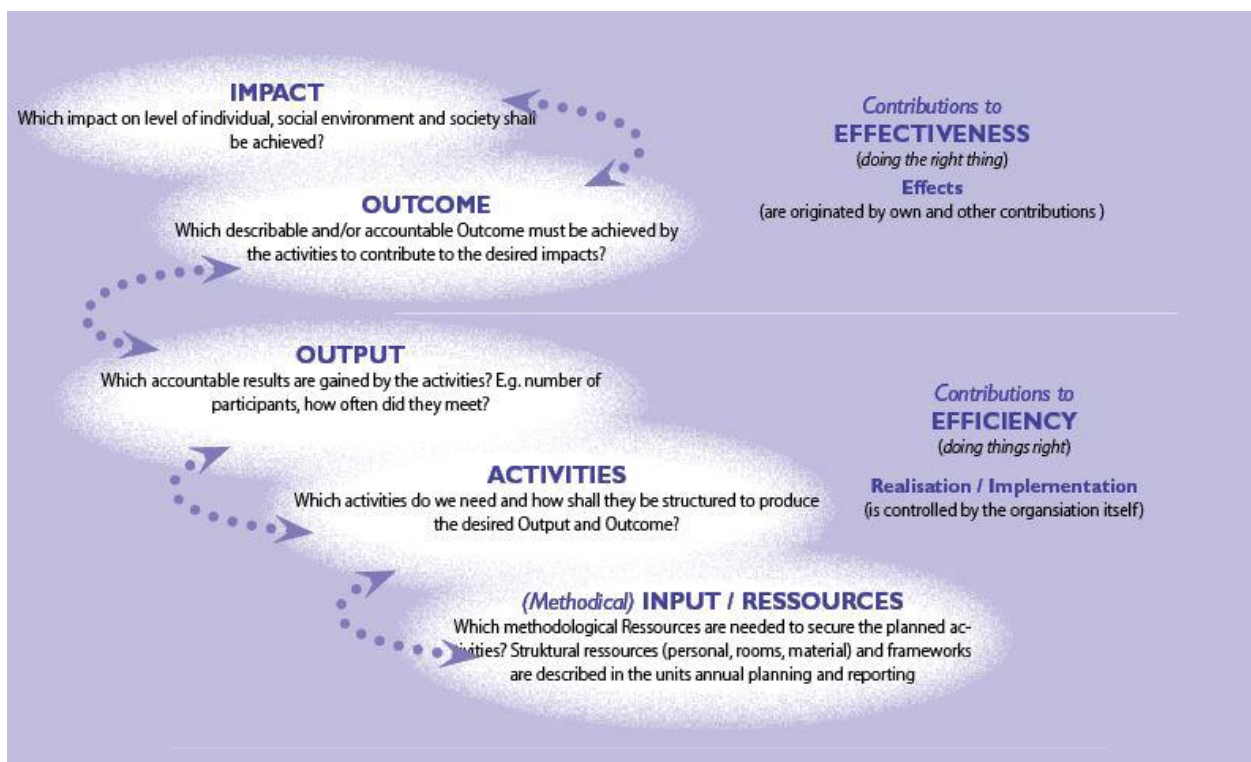 IMPACT
Which impact on level of individual, social environment and society shall
be achieved?
Contributions to
EFFECTIVENESS
(doing the right thing)
Effects
(are originated by own and other contributions )
OUTCOME
Which describable and/or accountable Outcome must be achieved by
the activities to contribute to the desired impacts?
OUTPUT
Which accountable results are gained by the activities? E.g. number of
participants, how often did they meet?
Contributions to
EFFICIENCY
(doing things right)
Realisation / Implementation
(is controlled by the organsiation itself)
ACTIVITIES
Which activities do we need and how shall they be structured to produce
the desired Output and Outcome?
(Methodical) INPUT / RESSOURCES
Which methodological Ressources are needed to secure the planned ac-
tivities? Struktural ressources (personal, rooms, material) and frameworks
are described in the units annual planning and reporting